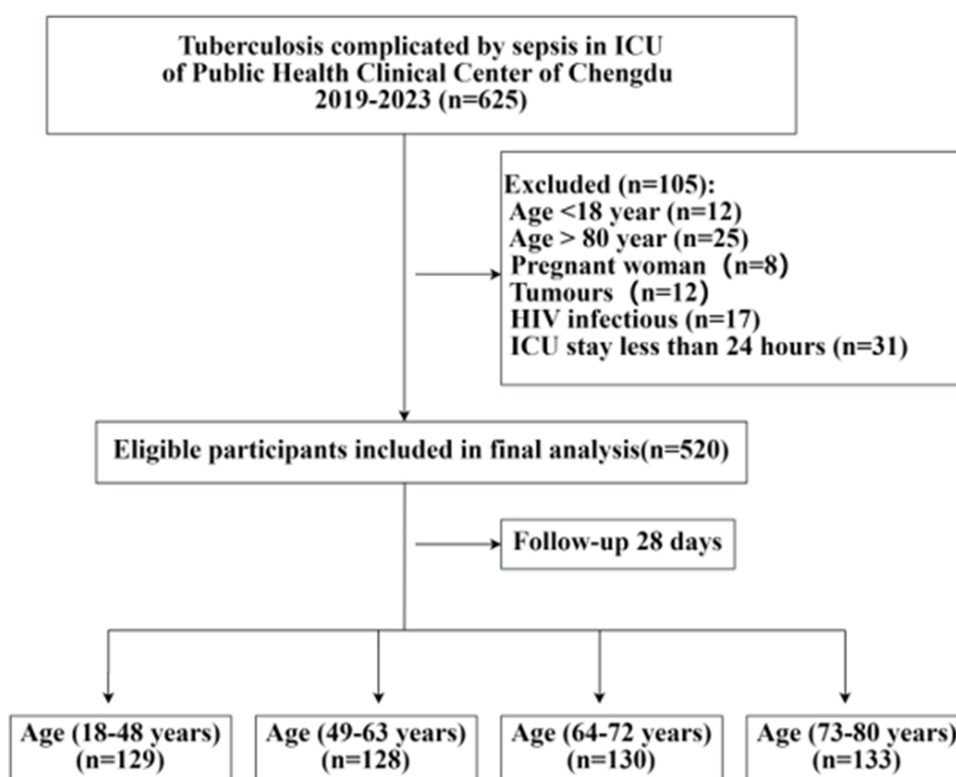 Tuberculosis complicated by sepsis in ICU
of Public Health Clinical Center of Chengdu
2019-2023 (n=625)
Excluded (n=105):
Age <18 year (n=12)
Age > 80 year (n=25)
Pregnant woman（n=8)
Tumours（n=12)
HIV infectious (n=17)
ICU stay less than 24 hours (n=31)
Eligible participants included in final analysis(n=520)
Follow-up 28 days
Age (18-48 years)
(n=129)
Age (49-63 years)
(n=128)
Age (64-72 years)
(n=130)
Age (73-80 years)
(n=133)